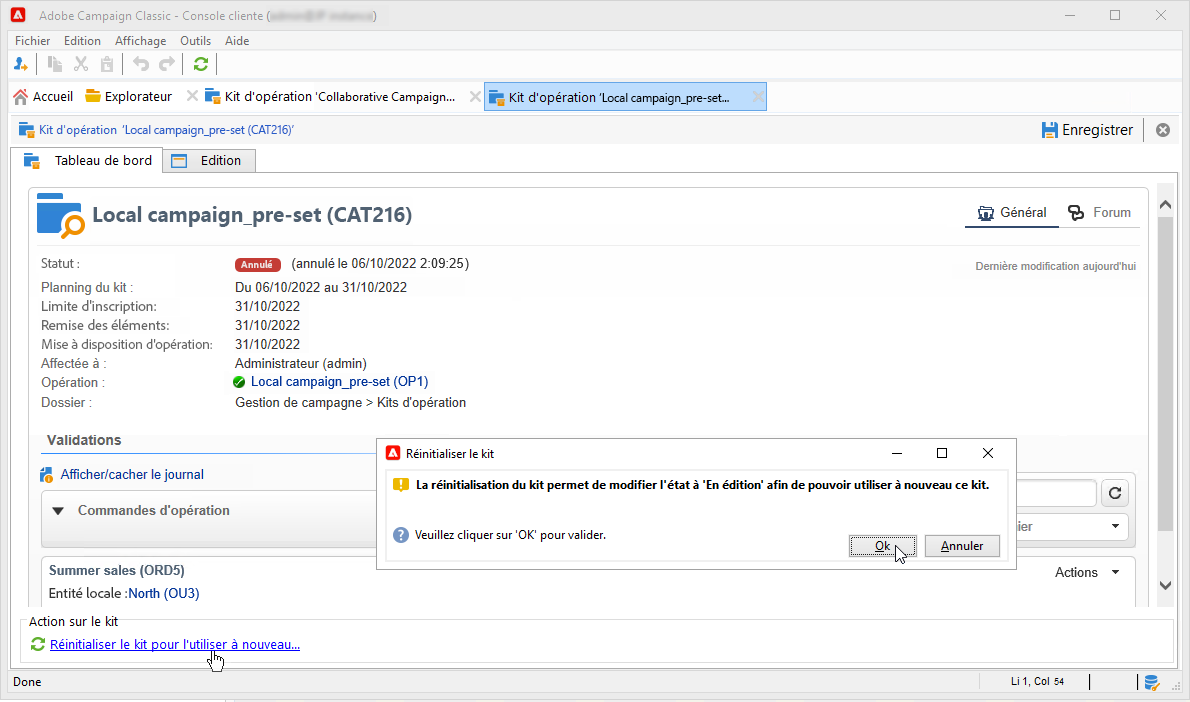 Adobe Campaign Classic - Console cliente (
Fichier Edition Affichage Outils Aide
Accueil Explorateur Kit d'opération 'Collaborative Campaign... Kit d'opération 'Local campaign_pre-set...
Kit d'opération 'Local campaign_pre-set (CAT216)' Enregistrer
Tableau de bord Edition
Local campaign_pre-set (CAT216) Général Forum
Statut : Annulé (annulé le 06/10/2022 2:09:25) Dernière modification aujourd'hui
Planning du kit : Du 06/10/2022 au 31/10/2022
Limite d'inscription: 31/10/2022
Remise des éléments: 31/10/2022
Mise à disposition d'opération: 31/10/2022
Affectée à : Administrateur (admin)
Opération : Local campaign_pre-set (OP1)
Dossier : Gestion de campagne > Kits d'opération
Validations
Afficher/cacher le journal
Commandes d'opération
Summer sales (ORD5) Actions
Entité locale :North (OU3)
Réinitialiser le kit
La réinitialisation du kit permet de modifier l'état à 'En édition' afin de pouvoir utiliser à nouveau ce kit.
Veuillez cliquer sur 'OK' pour valider.
Ok Annuler
Action sur le kit
Réinitialiser le kit pour l'utiliser à nouveau...
Done Li 1, Col 54